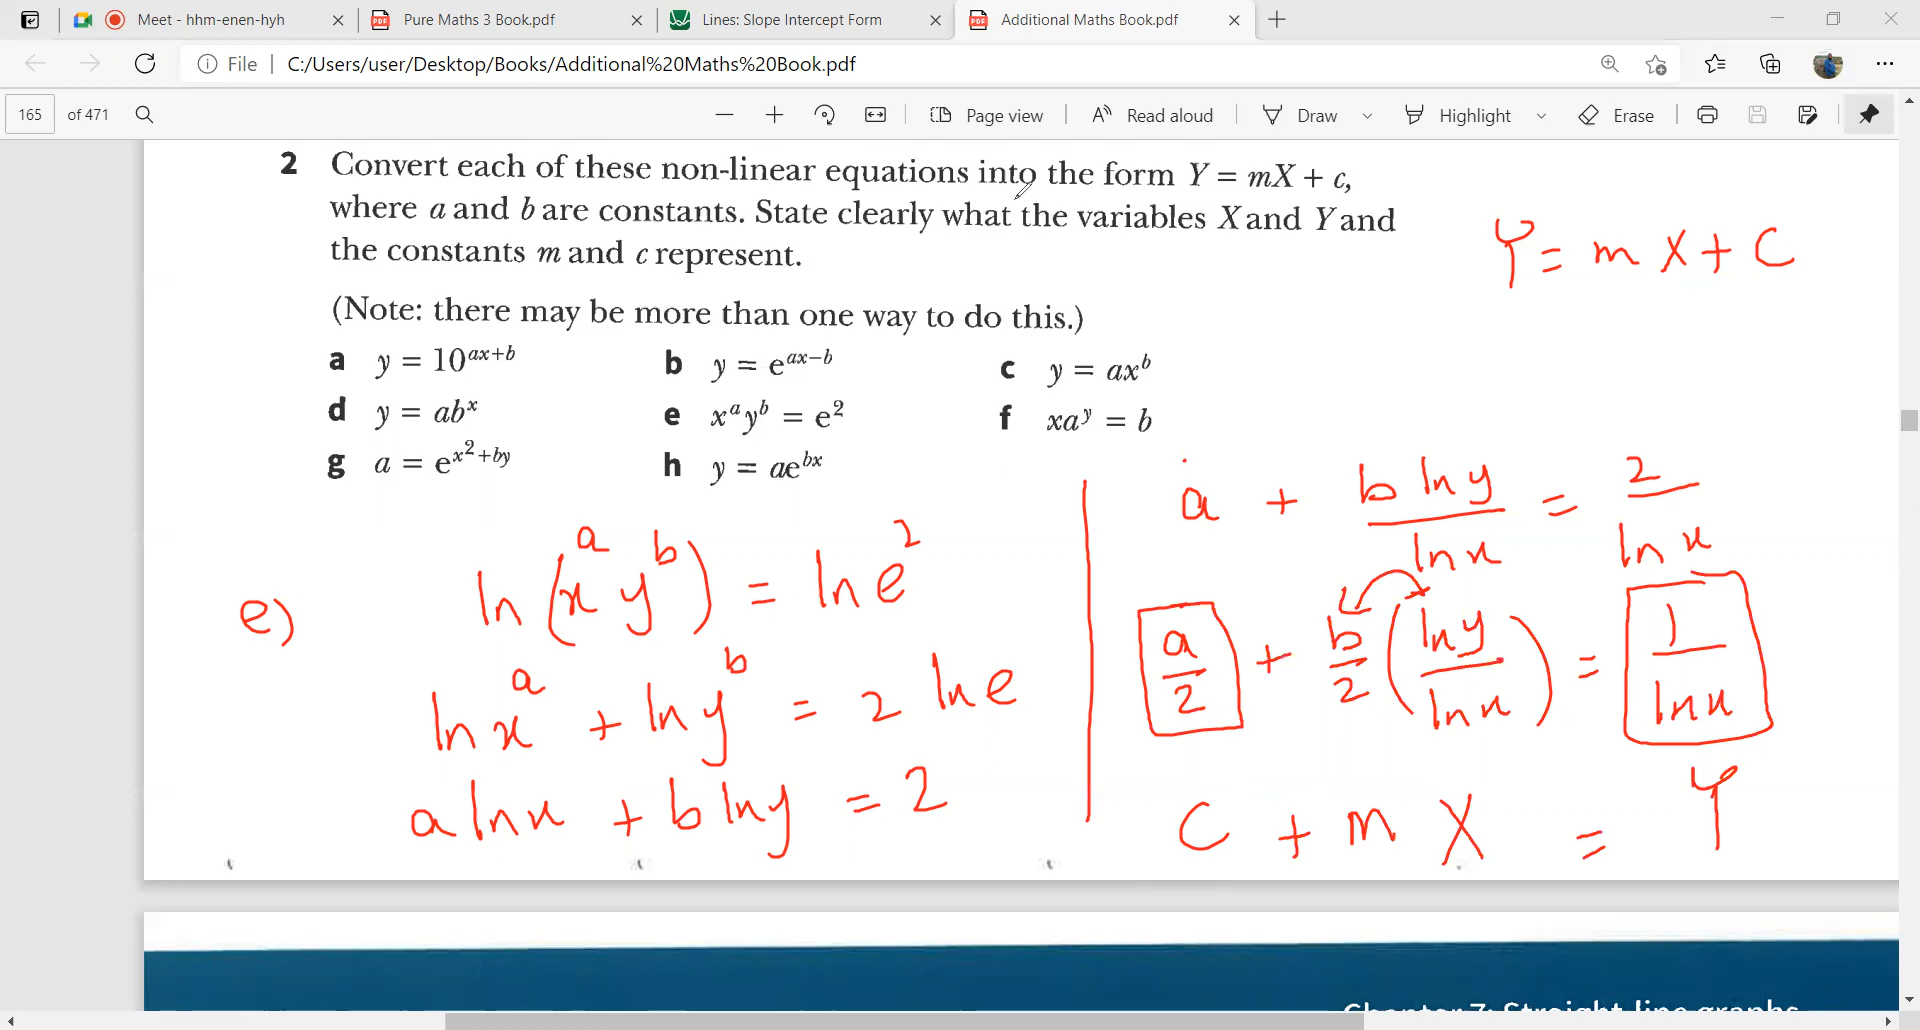 Meet - hhm-enen-hyh
Pure Maths 3 Book.pdf
Lines: Slope Intercept Form
Additional Maths Book.pdf
File | C:/Users/user/Desktop/Books/Additional%20Maths%20Book.pdf
165 of 471
Page view
Read aloud
Draw
Highlight
Erase
2 Convert each of these non-linear equations into the form Y = mX + c,
where a and b are constants. State clearly what the variables X and Y and
the constants m and c represent.
Y = mX + C
(Note: there may be more than one way to do this.)
a y = 10^{ax+b} b y = e^{ax−b} c y = ax^b
d y = ab^x e x^a y^b = e^2 f xa^y = b
g a = e^{x^2+by} h y = ae^{bx}
e) ln(x^a y^b) = ln e^2
ln x^a + ln y^b = 2 ln e
a ln x + b ln y = 2
a + b ln y / ln x = 2 / ln x
a/2 + b/2 (ln y / ln x) = 1 / ln x
C + m X = Y
Chapter 7: Straight-line graphs